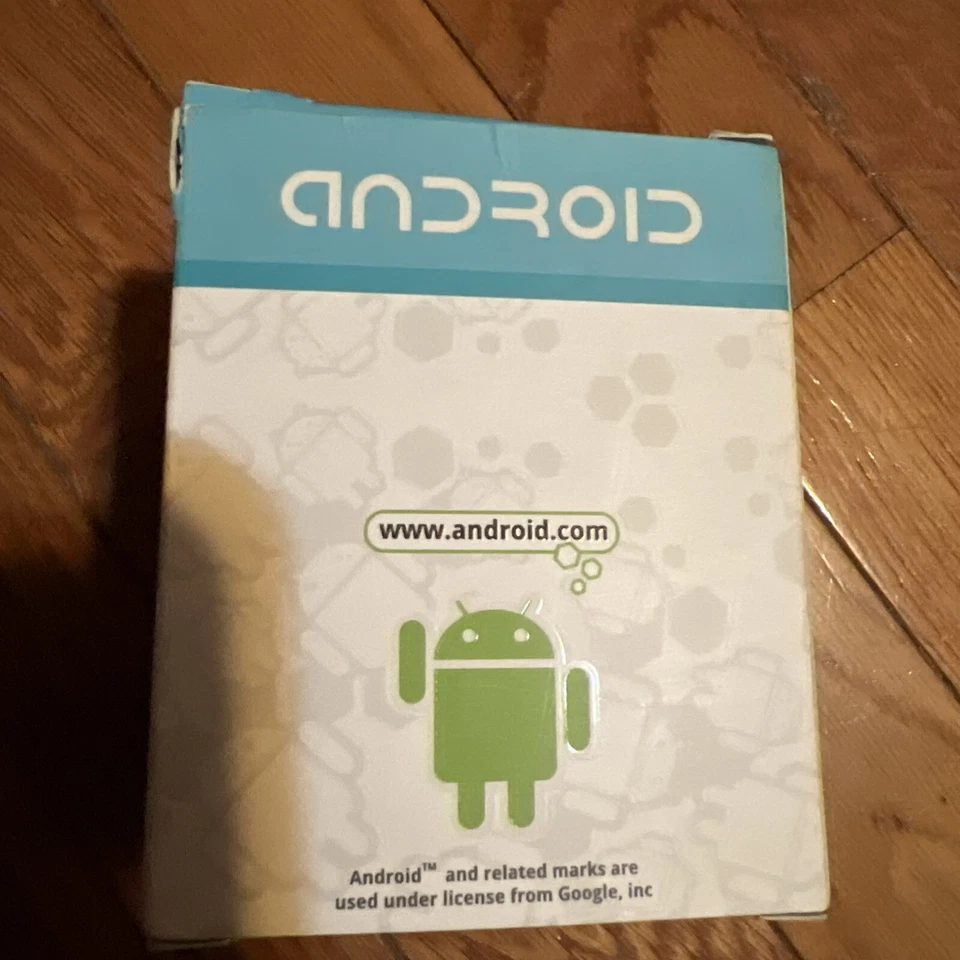 ANDROID
www.android.com
Android™ and related marks are
used under license from Google, inc